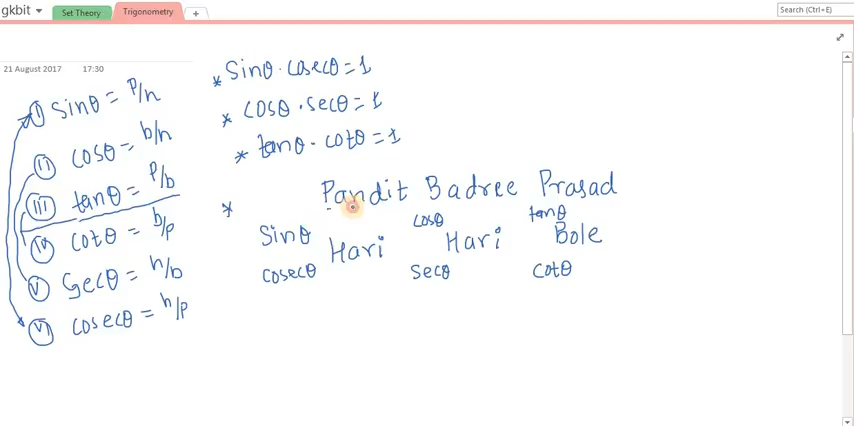 gkbit
Set Theory
Trigonometry
Search (Ctrl+E)
21 August 2017 17:30
(i) sinθ = P/h
(ii) cosθ = b/h
(iii) tanθ = P/b
(iv) cotθ = b/p
(v) secθ = h/b
(vi) cosecθ = h/p
* sinθ · cosecθ = 1
* cosθ · secθ = 1
* tanθ · cotθ = 1
* Pandit Badree Prasad
sinθ cosθ tanθ
Hari Hari Bole
cosecθ secθ cotθ